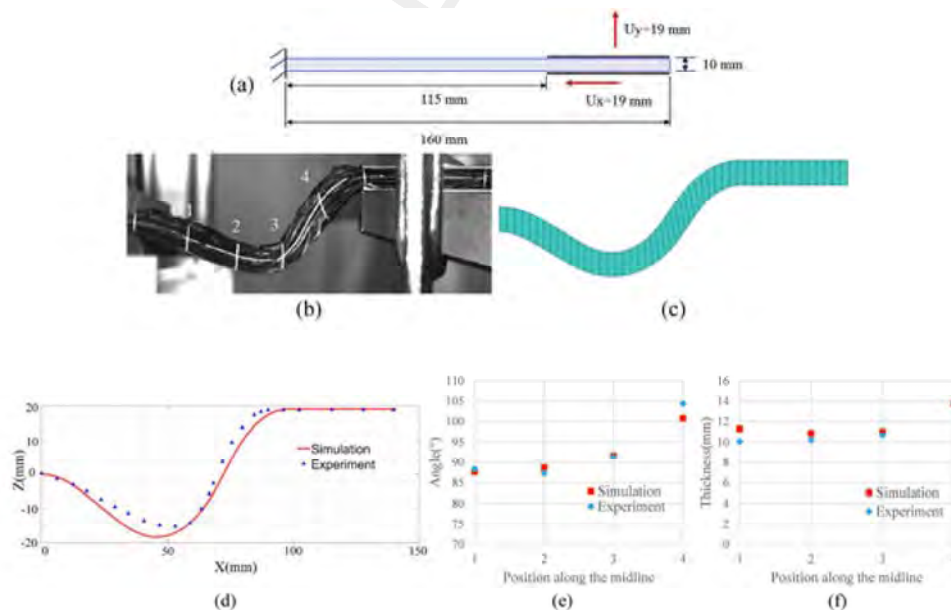 (a)
Uy=19 mm
10 mm
115 mm
Ux=19 mm
160 mm
1
2
3
4
(b)
(c)
20
10
0
-10
-20
Z(mm)
Simulation
Experiment
0
50
100
150
X(mm)
(d)
110
105
100
95
90
85
80
75
70
Angle(°)
Simulation
Experiment
1
2
3
4
Position along the midline
(e)
16
14
12
10
8
6
4
2
0
Thickness(mm)
Simulation
Experiment
1
2
3
4
Position along the midline
(f)